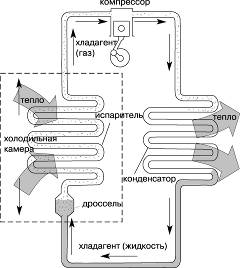 компрессор
хладагент
(газ)
тепло
холодильная
камера
испаритель
тепло
конденсатор
дроссель
хладагент (жидкость)